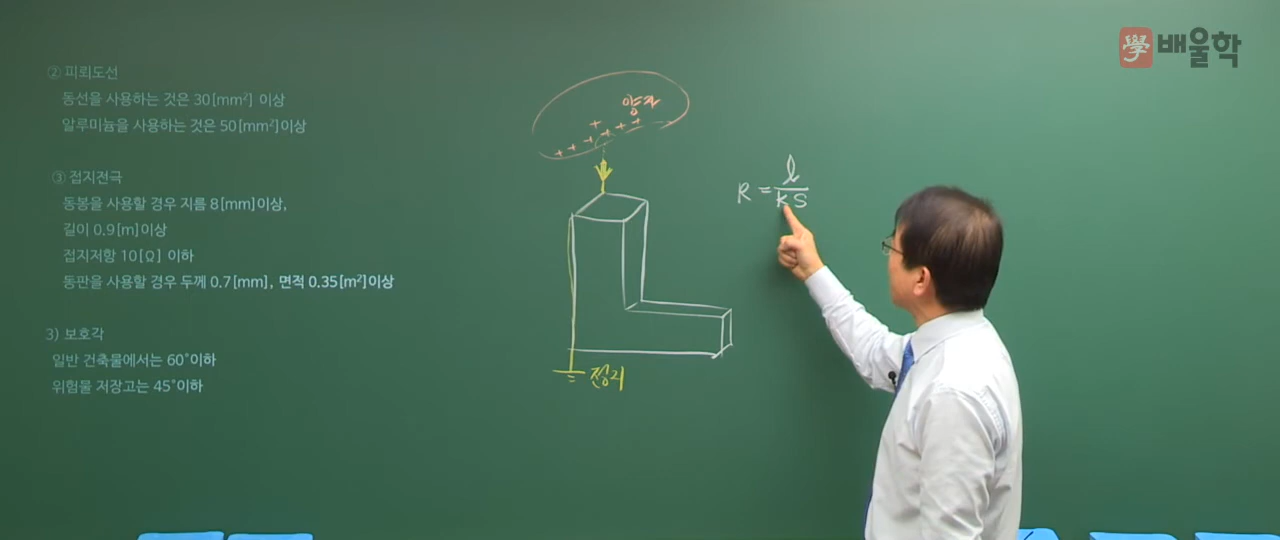 ② 피뢰도선
동선을 사용하는 것은 30[mm²] 이상
알루미늄을 사용하는 것은 50[mm²]이상
③ 접지전극
동봉을 사용할 경우 지름 8[mm]이상,
길이 0.9[m]이상
접지저항 10[Ω] 이하
동판을 사용할 경우 두께 0.7[mm], 면적 0.35[m²]이상
3) 보호각
일반 건축물에서는 60°이하
위험물 저장고는 45°이하
양자
+ + + + + + +
접지
R = l / KS
學 배울학